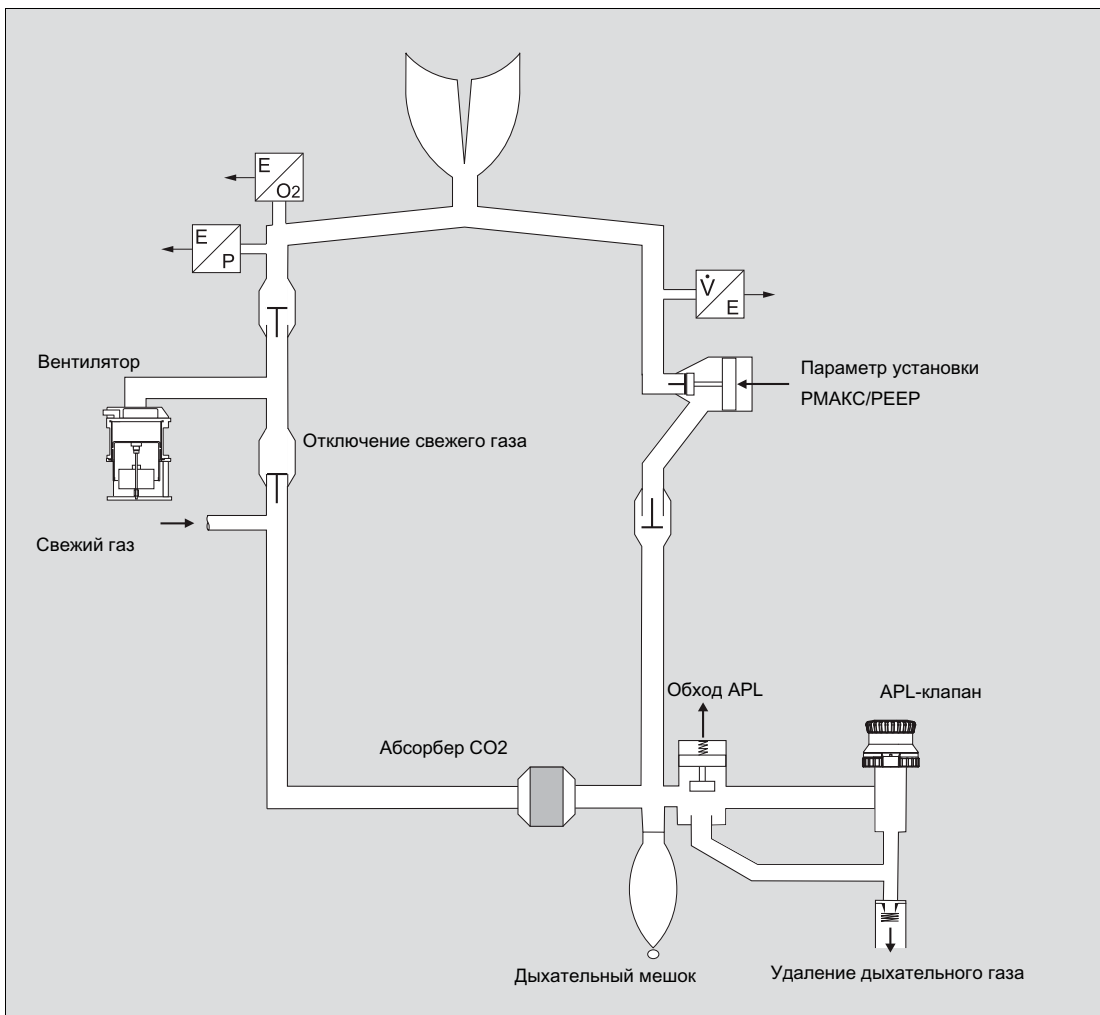 E
O2
E
P
V̇
E
Вентилятор
Параметр установки
РМАКС/PEEP
Отключение свежего газа
Свежий газ
Обход APL
APL-клапан
Абсорбер CO2
Дыхательный мешок
Удаление дыхательного газа